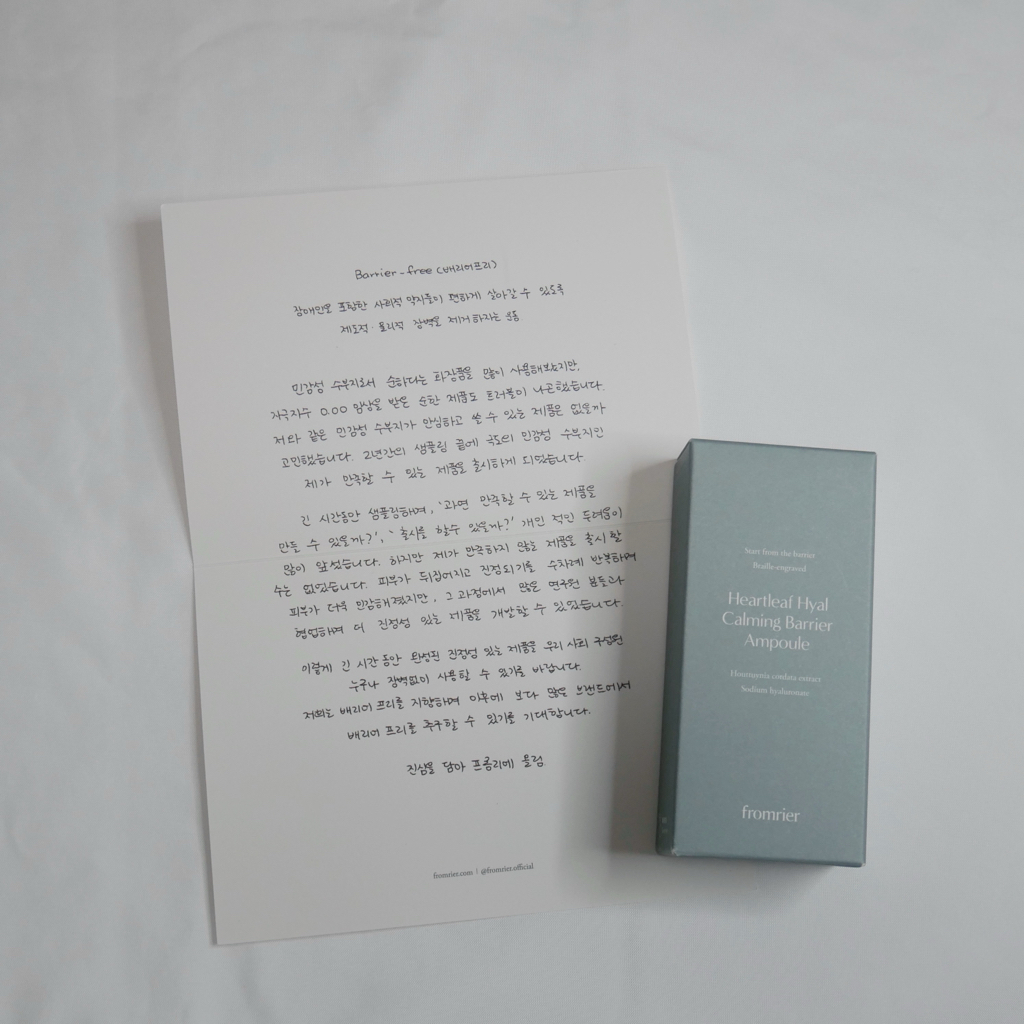 Barrier-free (배리어프리)
장애인을 포함한 사회적 약자들이 편하게 살아갈 수 있도록
제도적·물리적 장벽을 제거하자는 운동
민감성 수부지로서 순하다는 화장품을 많이 사용해보았지만,
자극지수 0.00 임상을 받은 순한 제품도 트러블이 나곤했습니다.
저와 같은 민감성 수부지가 안심하고 쓸 수 있는 제품은 없을까
고민했습니다. 2년간의 샘플링 끝에 극도의 민감성 수부지인
제가 만족할 수 있는 제품을 출시하게 되었습니다.
긴 시간동안 샘플링하며, '과연 만족할 수 있는 제품을
만들 수 있을까?', '출시를 할수 있을까?' 개인 적인 두려움이
많이 앞섰습니다. 하지만 제가 만족하지 않는 제품을 출시 할
수는 없었습니다. 피부가 뒤집어지고 진정되기를 수차례 반복하며
피부가 더욱 민감해졌지만, 그 과정에서 많은 연구원 분들과
협업하며 더 진정성 있는 제품을 개발할 수 있었습니다.
이렇게 긴 시간 동안 완성된 진정성 있는 제품을 우리 사회 구성원
누구나 장벽없이 사용할 수 있기를 바랍니다.
저희는 배리어 프리를 지향하며 이후에 보다 많은 브랜드에서
배리어 프리를 추구할 수 있기를 기대합니다.
진심을 담아 프롬리에 올림.
fromrier.com | @fromrier.official
Start from the barrier
Braille-engraved
Heartleaf Hyal
Calming Barrier
Ampoule
Houttuynia cordata extract
Sodium hyaluronate
fromrier